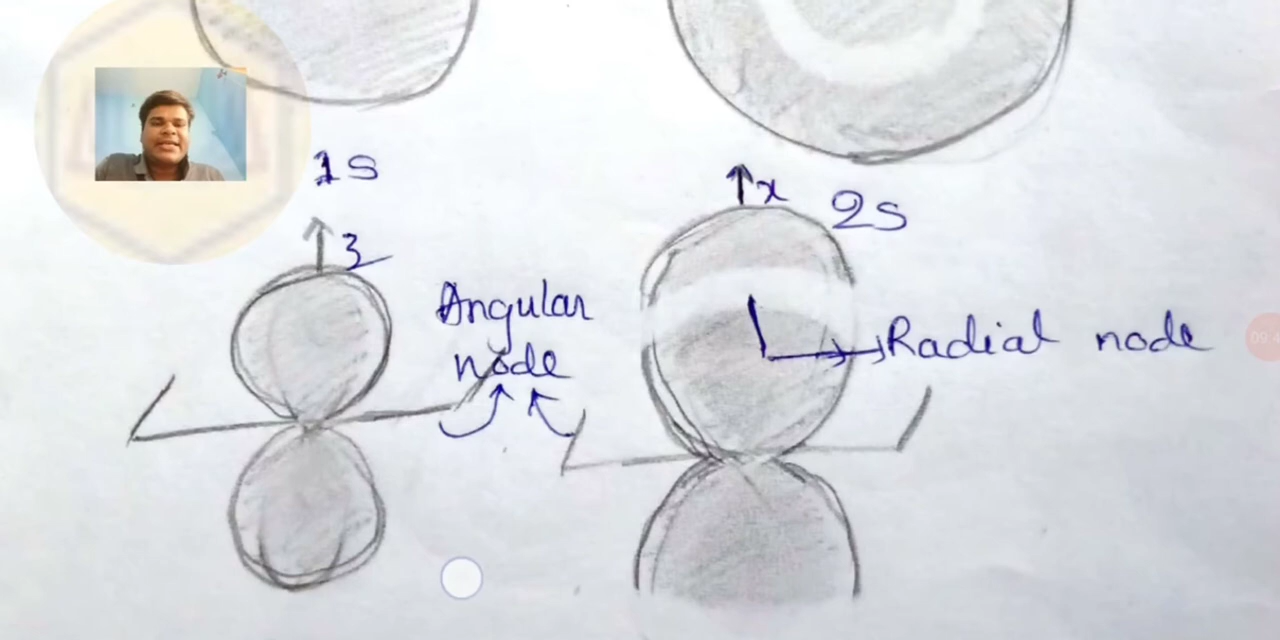 1s
x
2s
z
Angular
node
Radial node